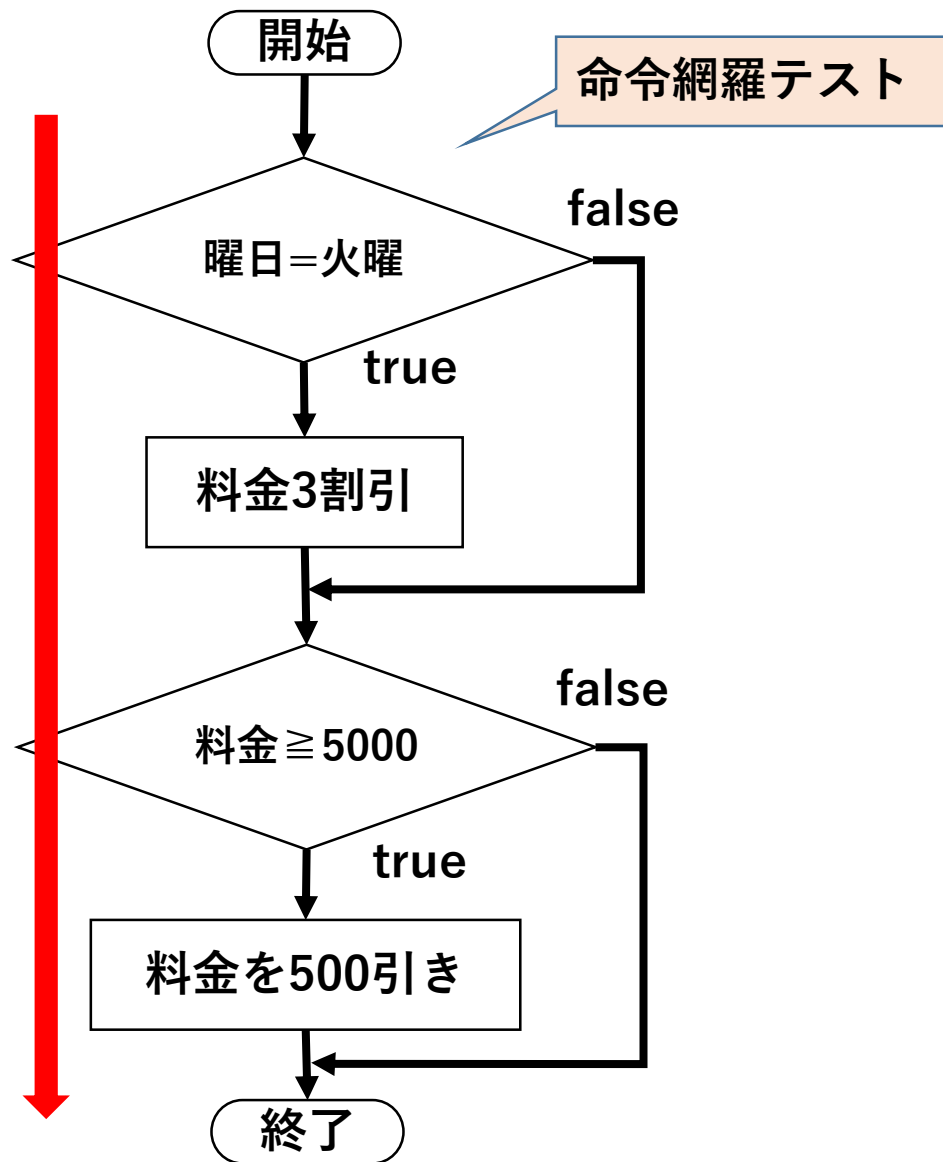 開始
命令網羅テスト
曜日=火曜
false
true
料金3割引
料金≧5000
false
true
料金を500引き
終了